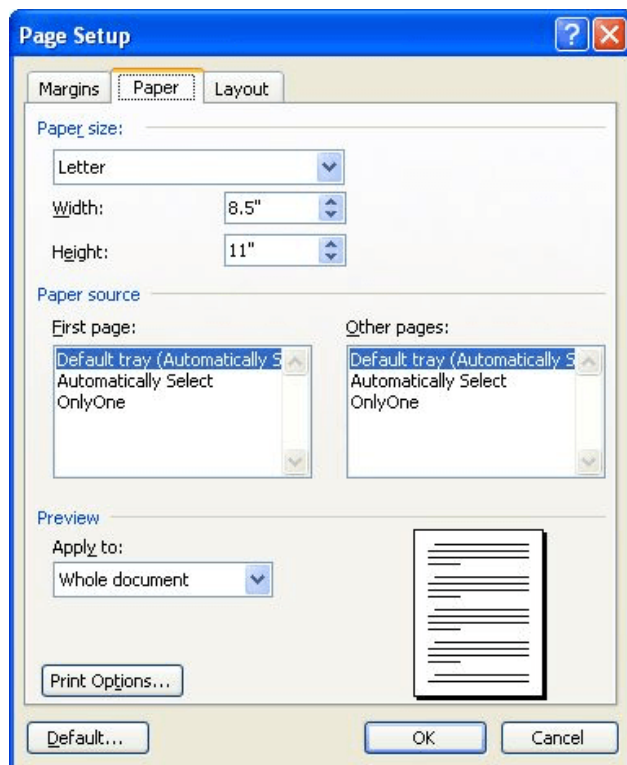 Page Setup
Margins Paper Layout
Paper size:
Letter
Width: 8.5"
Height: 11"
Paper source
First page: Other pages:
Default tray (Automatically S Default tray (Automatically S
Automatically Select Automatically Select
OnlyOne OnlyOne
Preview
Apply to:
Whole document
Print Options...
Default... OK Cancel